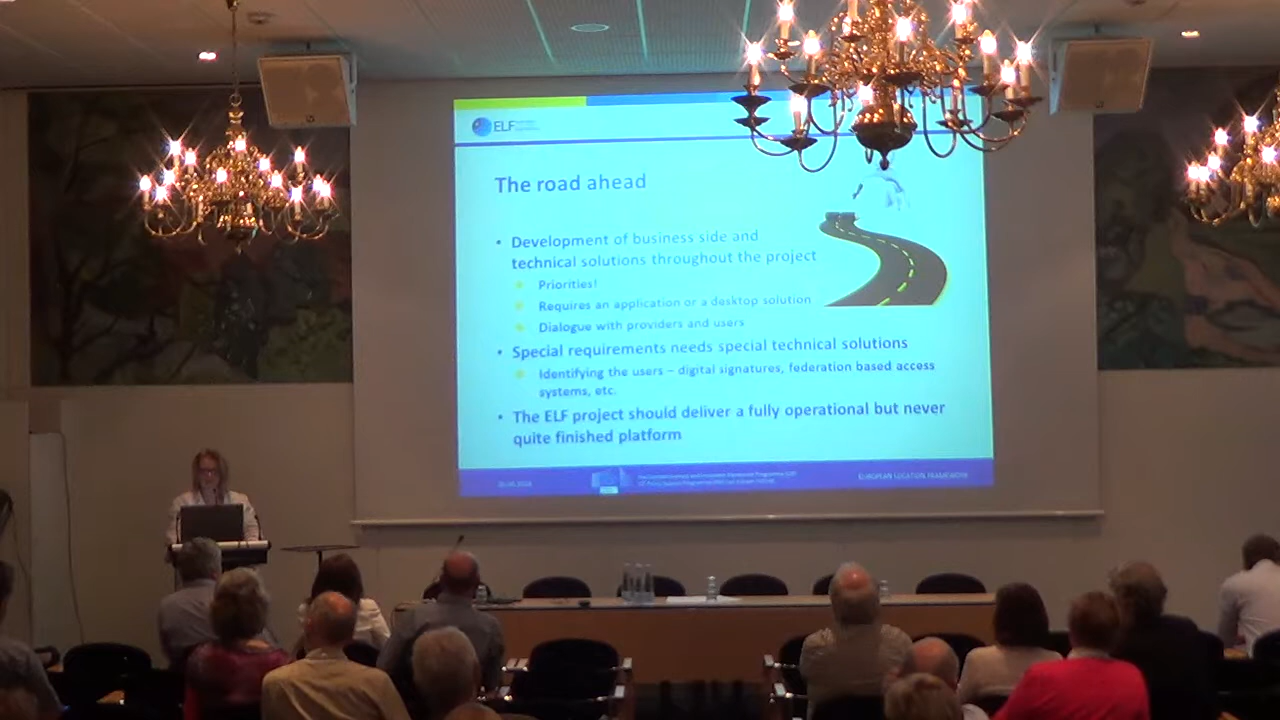 ELF
The road ahead
• Development of business side and
technical solutions throughout the project
Priorities!
Requires an application or a desktop solution
Dialogue with providers and users
• Special requirements needs special technical solutions
Identifying the users – digital signatures, federation based access
systems, etc.
• The ELF project should deliver a fully operational but never
quite finished platform
EUROPEAN LOCATION FRAMEWORK